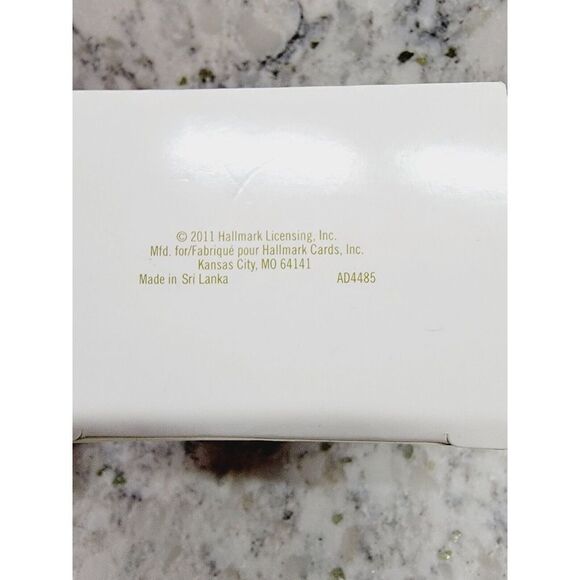 © 2011 Hallmark Licensing, Inc.
Mfd. for/Fabriqué pour Hallmark Cards, Inc.
Kansas City, MO 64141
Made in Sri Lanka AD4485